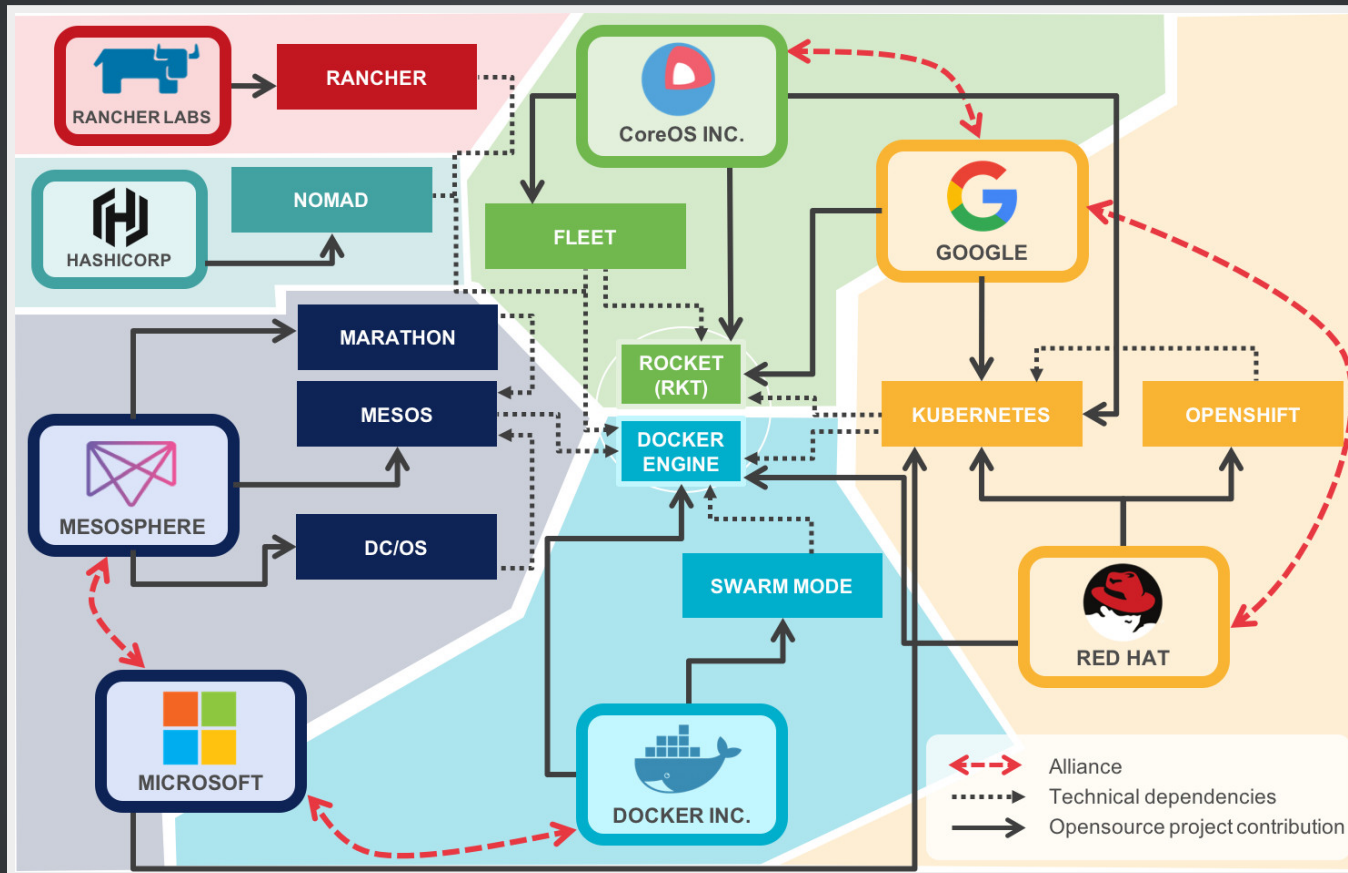 RANCHER LABS
RANCHER
CoreOS INC.
HASHICORP
NOMAD
FLEET
GOOGLE
MARATHON
MESOS
ROCKET
(RKT)
DOCKER
ENGINE
KUBERNETES
OPENSHIFT
MESOSPHERE
DC/OS
SWARM MODE
RED HAT
MICROSOFT
DOCKER INC.
Alliance
Technical dependencies
Opensource project contribution